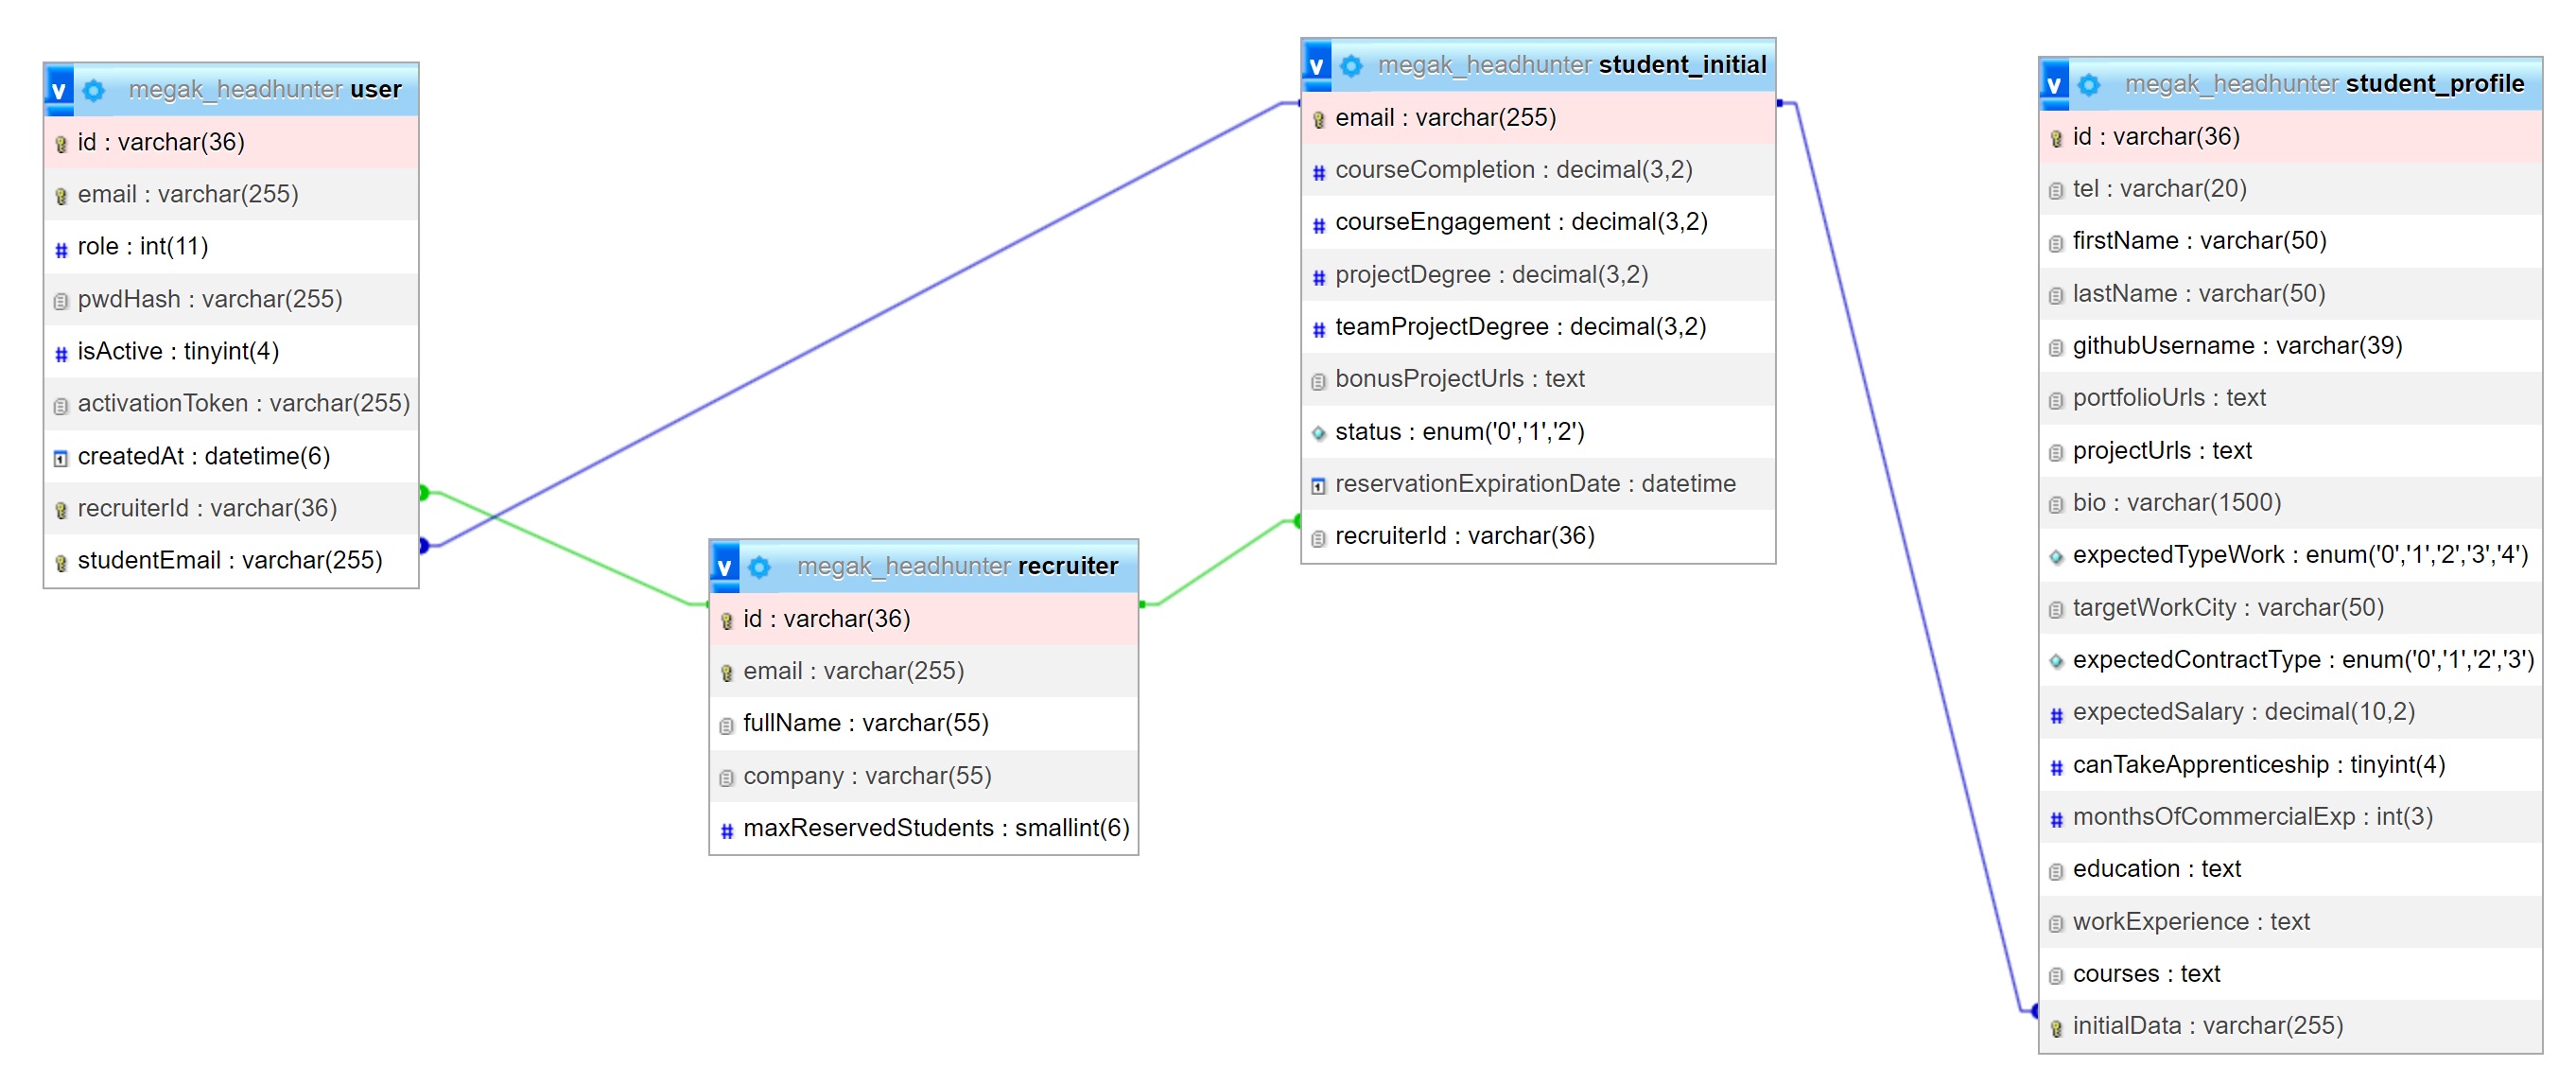 v megak_headhunter user
id : varchar(36)
email : varchar(255)
# role : int(11)
pwdHash : varchar(255)
# isActive : tinyint(4)
activationToken : varchar(255)
1 createdAt : datetime(6)
recruiterId : varchar(36)
studentEmail : varchar(255)
v megak_headhunter recruiter
id : varchar(36)
email : varchar(255)
fullName : varchar(55)
company : varchar(55)
# maxReservedStudents : smallint(6)
v megak_headhunter student_initial
email : varchar(255)
# courseCompletion : decimal(3,2)
# courseEngagement : decimal(3,2)
# projectDegree : decimal(3,2)
# teamProjectDegree : decimal(3,2)
bonusProjectUrls : text
status : enum('0','1','2')
1 reservationExpirationDate : datetime
recruiterId : varchar(36)
v megak_headhunter student_profile
id : varchar(36)
tel : varchar(20)
firstName : varchar(50)
lastName : varchar(50)
githubUsername : varchar(39)
portfolioUrls : text
projectUrls : text
bio : varchar(1500)
expectedTypeWork : enum('0','1','2','3','4')
targetWorkCity : varchar(50)
expectedContractType : enum('0','1','2','3')
# expectedSalary : decimal(10,2)
# canTakeApprenticeship : tinyint(4)
# monthsOfCommercialExp : int(3)
education : text
workExperience : text
courses : text
initialData : varchar(255)